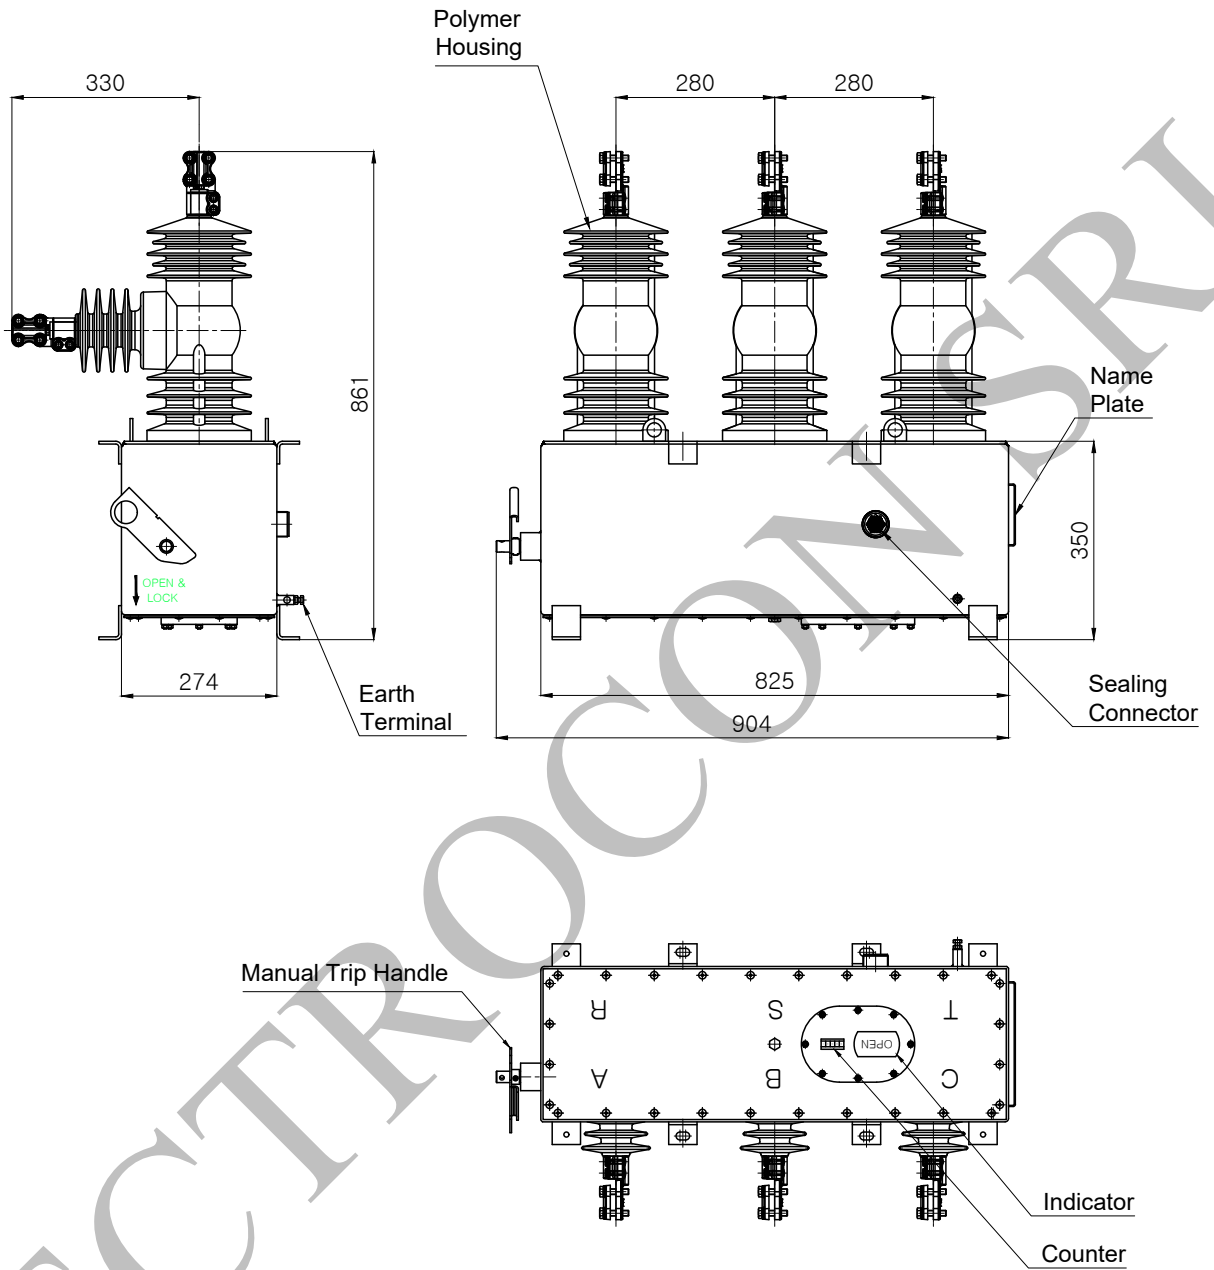 Polymer
Housing
330
280
280
861
Name
Plate
350
OPEN &
LOCK
274
Earth
Terminal
825
904
Sealing
Connector
Manual Trip Handle
R
S
T
OPEN
A
B
C
Indicator
Counter
CTROCON SRL